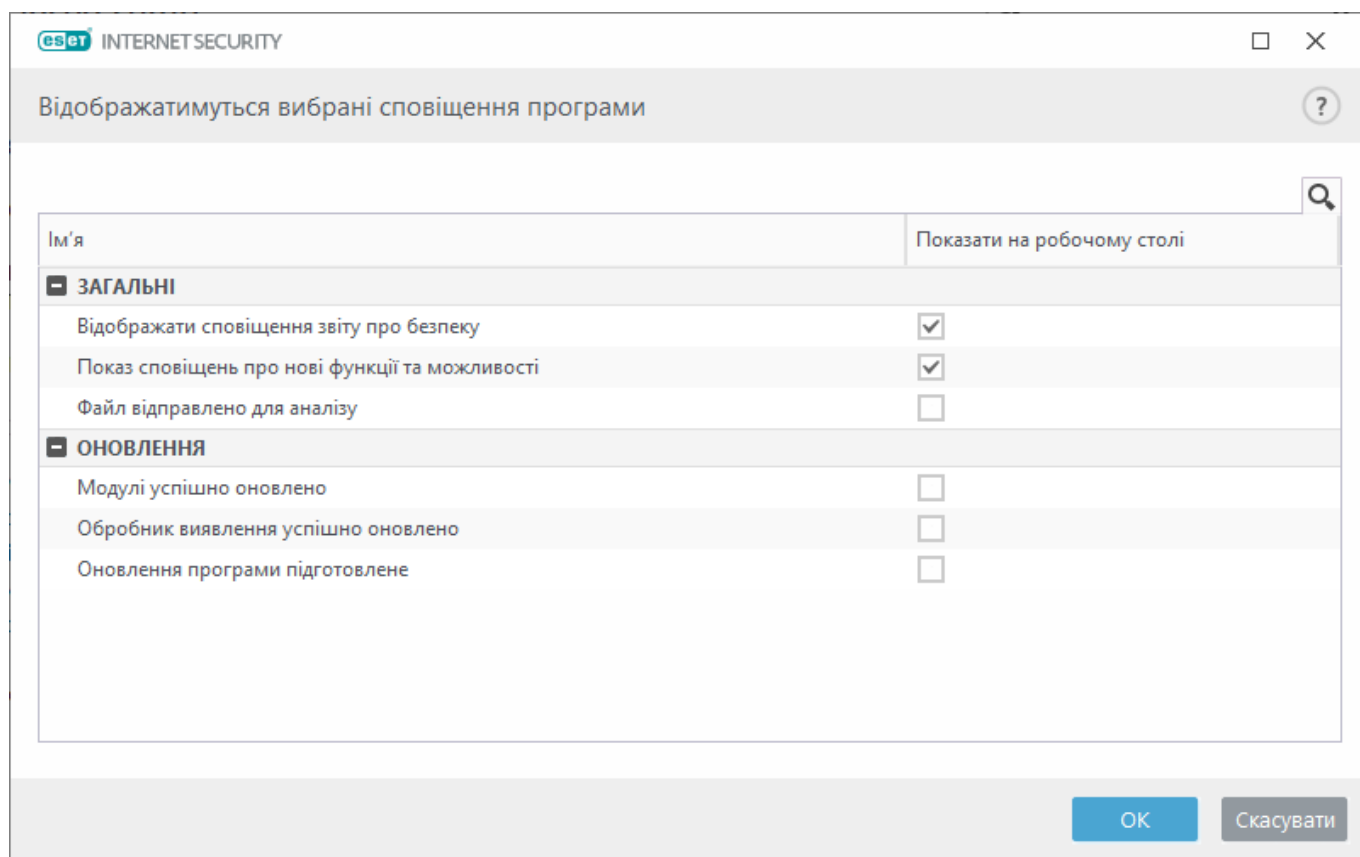 eset INTERNET SECURITY
Відображатимуться вибрані сповіщення програми
?
Ім'я Показати на робочому столі
ЗАГАЛЬНІ
Відображати сповіщення звіту про безпеку
Показ сповіщень про нові функції та можливості
Файл відправлено для аналізу
ОНОВЛЕННЯ
Модулі успішно оновлено
Обробник виявлення успішно оновлено
Оновлення програми підготовлене
OK Скасувати